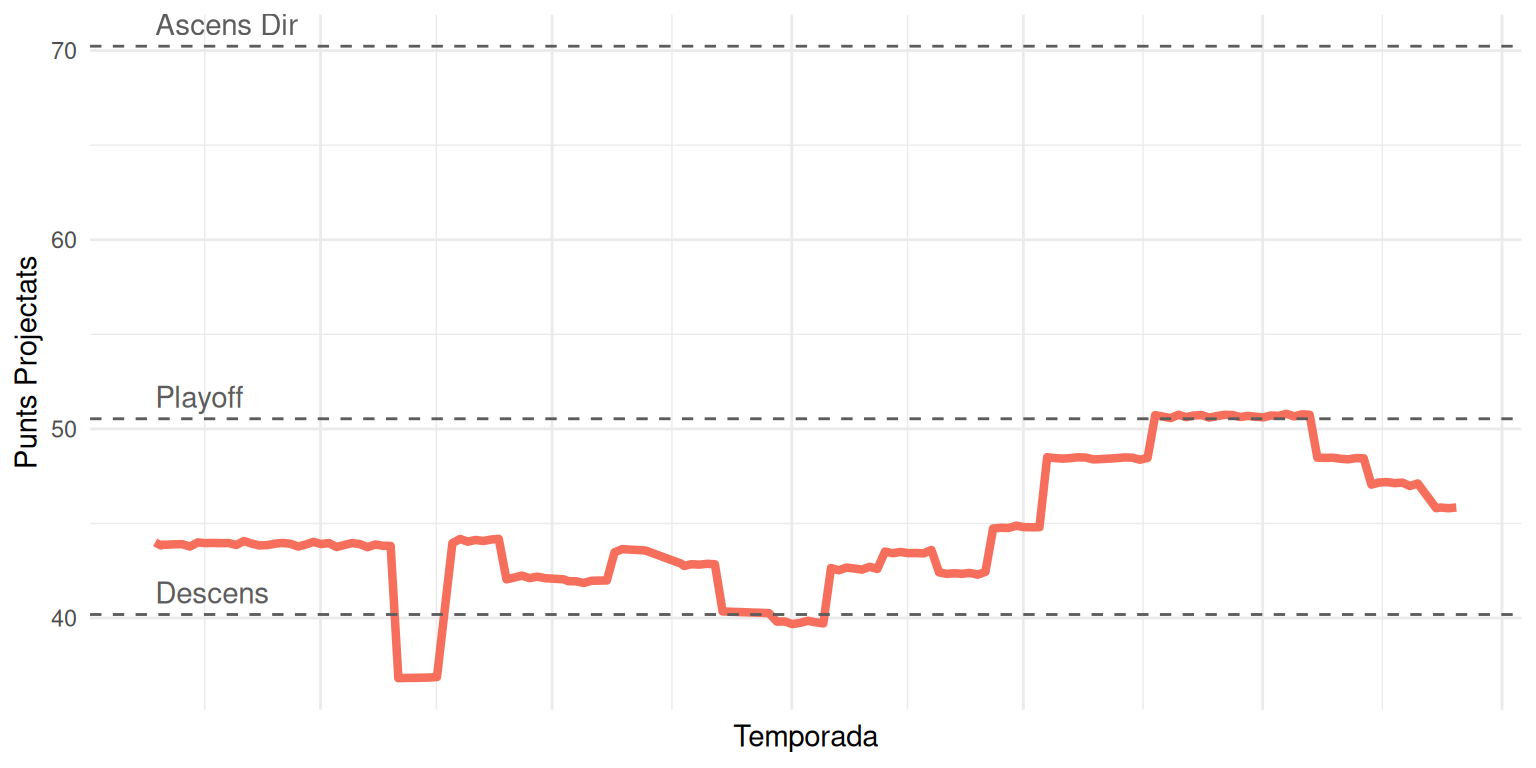 Ascens Dir
70
60
Punts Projectats
Playoff
50
Descens
40
Temporada